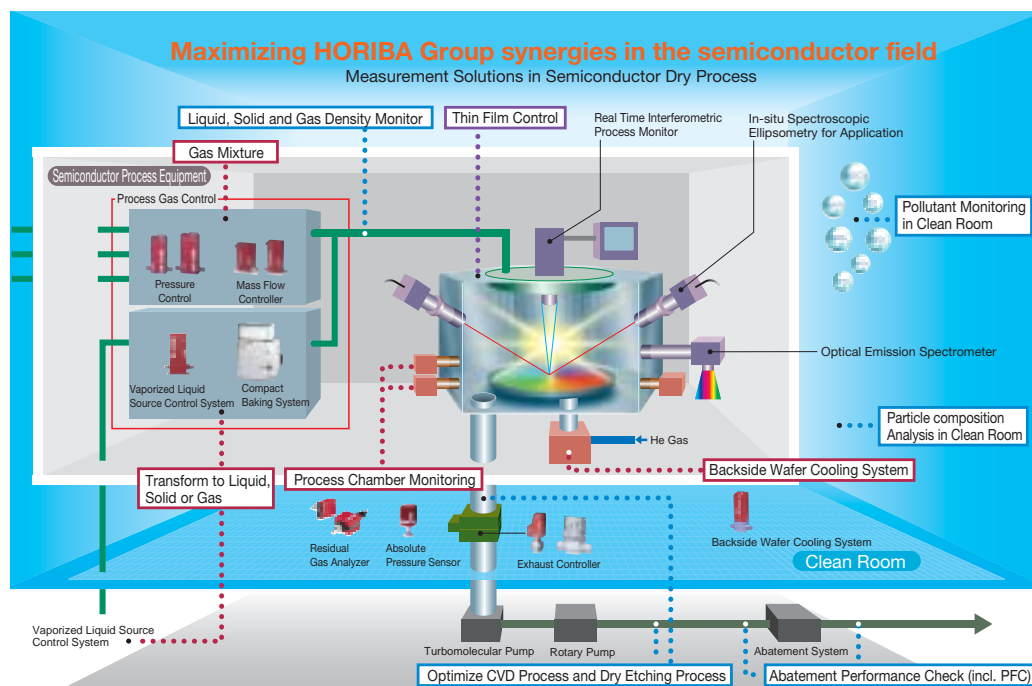 Maximizing HORIBA Group synergies in the semiconductor field
Measurement Solutions in Semiconductor Dry Process
Liquid, Solid and Gas Density Monitor
Thin Film Control
Real Time Interferometric
Process Monitor
In-situ Spectroscopic
Ellipsometry for Application
Gas Mixture
Semiconductor Process Equipment
Process Gas Control
Pressure
Control
Mass Flow
Controller
Pollutant Monitoring
in Clean Room
Vaporized Liquid
Source Control System
Compact
Baking System
Optical Emission Spectrometer
Particle composition
Analysis in Clean Room
He Gas
Transform to Liquid,
Solid or Gas
Process Chamber Monitoring
Backside Wafer Cooling System
Residual
Gas Analyzer
Absolute
Pressure Sensor
Exhaust Controller
Backside Wafer Cooling System
Clean Room
Vaporized Liquid Source
Control System
Turbomolecular Pump
Rotary Pump
Abatement System
Optimize CVD Process and Dry Etching Process
Abatement Performance Check (incl. PFC)